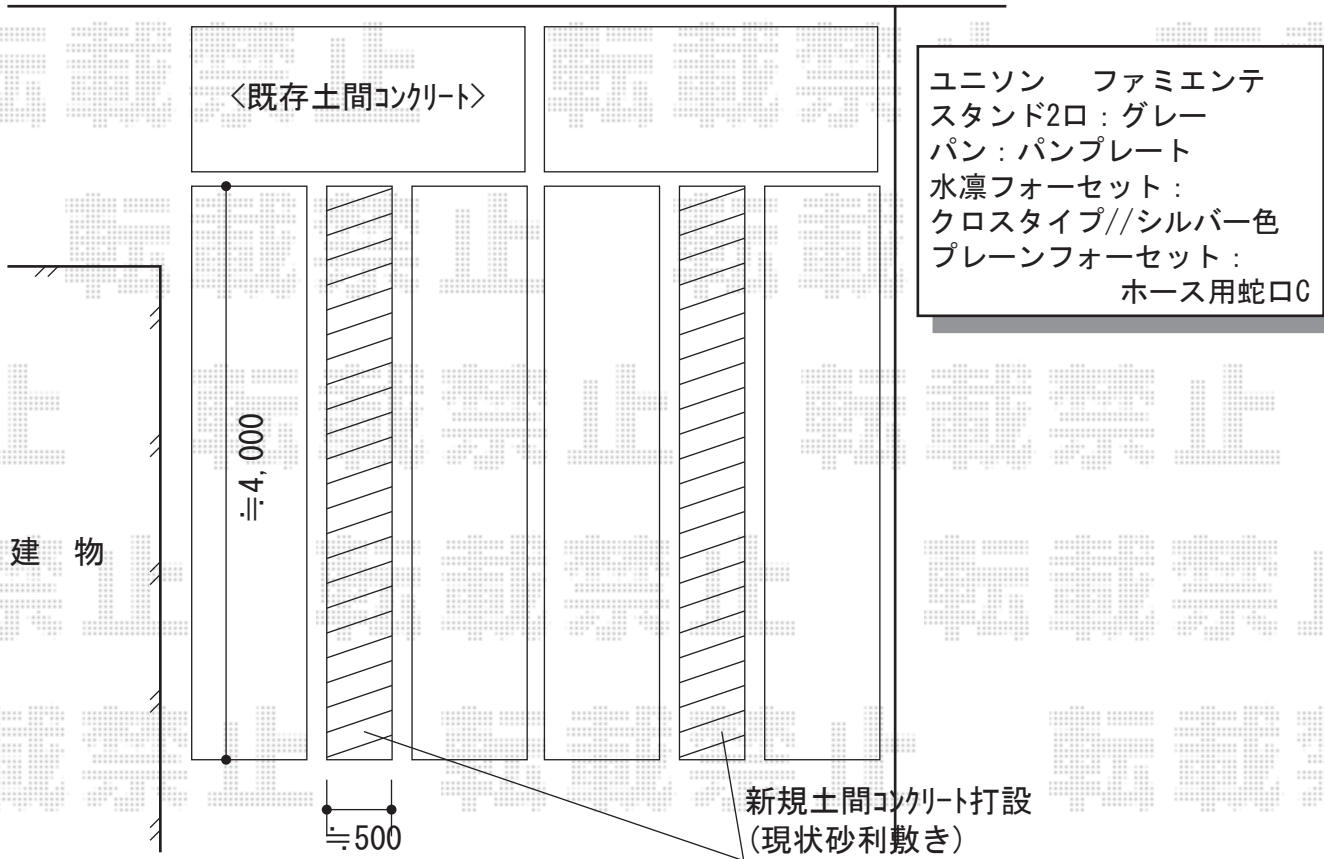 <既存土間コンクリート>
ユニソン　ファミエンテ
スタンド2口：グレー
パン：パンプレート
水凛フォーセット：
クロスタイプ//シルバー色
プレーンフォーセット：
ホース用蛇口C
≒4,000
建　物
≒500
新規土間コンクリート打設
(現状砂利敷き)
転載禁止